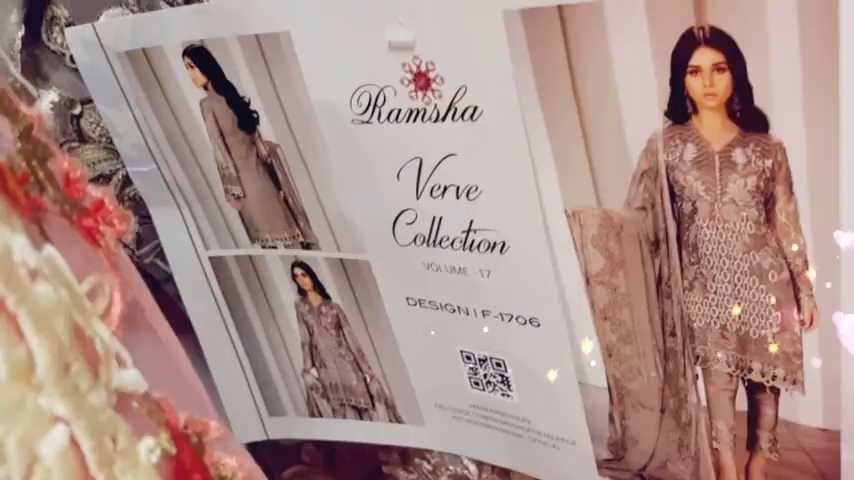 Ramsha
Verve
Collection
VOLUME - 17
DESIGN | F-1706